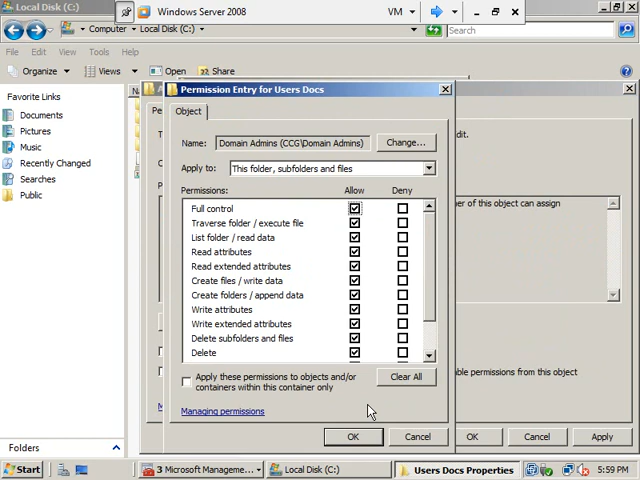 Local Disk (C:)
Windows Server 2008
VM
Computer
Local Disk (C:)
Search
File Edit View Tools Help
Organize Views Open Share
Favorite Links
Documents
Pictures
Music
Recently Changed
Searches
Public
Folders
Permission Entry for Users Docs
Object
Name: Domain Admins (CCG\Domain Admins) Change...
Apply to: This folder, subfolders and files
Permissions: Allow Deny
Full control
Traverse folder / execute file
List folder / read data
Read attributes
Read extended attributes
Create files / write data
Create folders / append data
Write attributes
Write extended attributes
Delete subfolders and files
Delete
Apply these permissions to objects and/or
containers within this container only
Clear All
Managing permissions
OK Cancel
dit.
ner of this object can assign
able permissions from this object
OK Cancel Apply
Start
3 Microsoft Manageme...
Local Disk (C:)
Users Docs Properties
5:59 PM